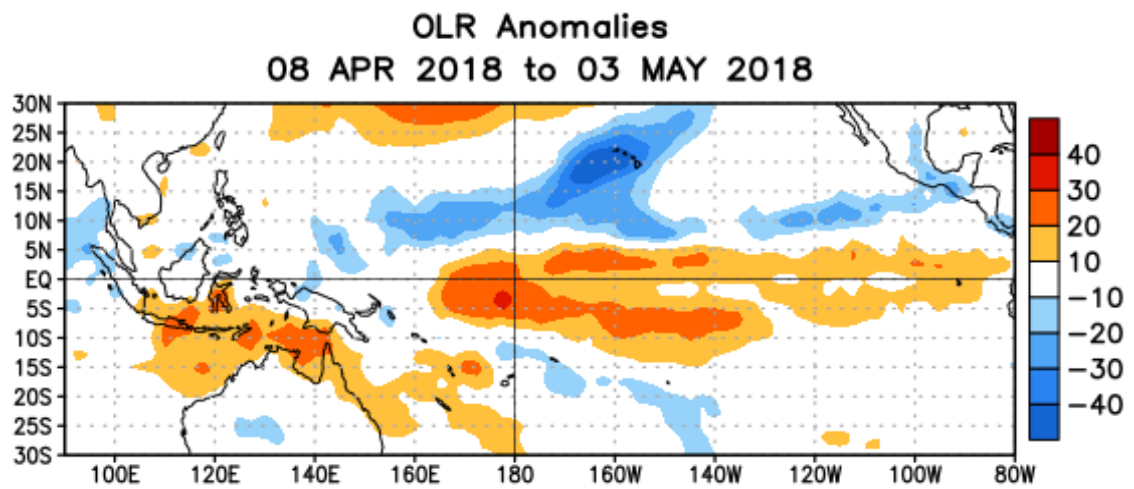 OLR Anomalies
08 APR 2018 to 03 MAY 2018
30N
25N
20N
15N
10N
5N
EQ
5S
10S
15S
20S
25S
30S
100E 120E 140E 160E 180 160W 140W 120W 100W 80W
40
30
20
10
−10
−20
−30
−40